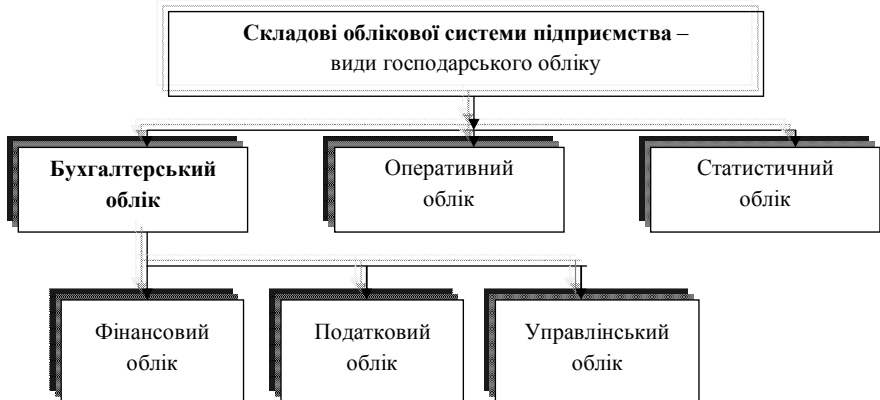 Складові облікової системи підприємства –
види господарського обліку
Бухгалтерський
облік
Оперативний
облік
Статистичний
облік
Фінансовий
облік
Податковий
облік
Управлінський
облік